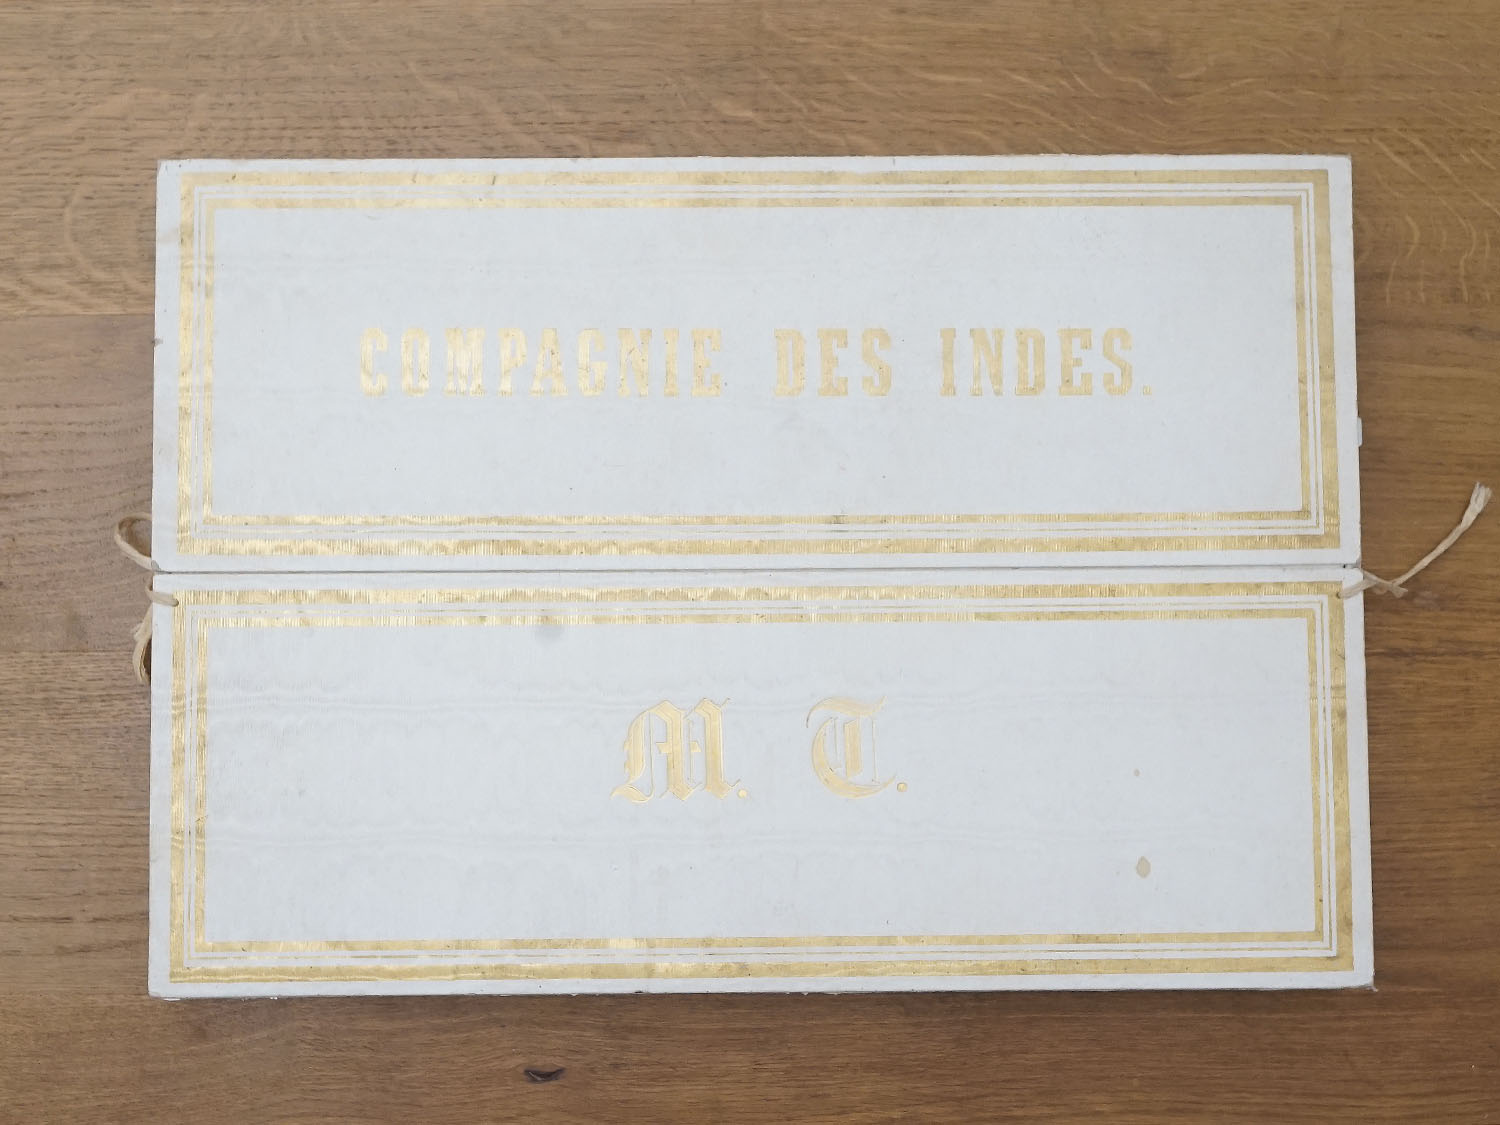 COMPAGNIE DES INDES.
M. T.